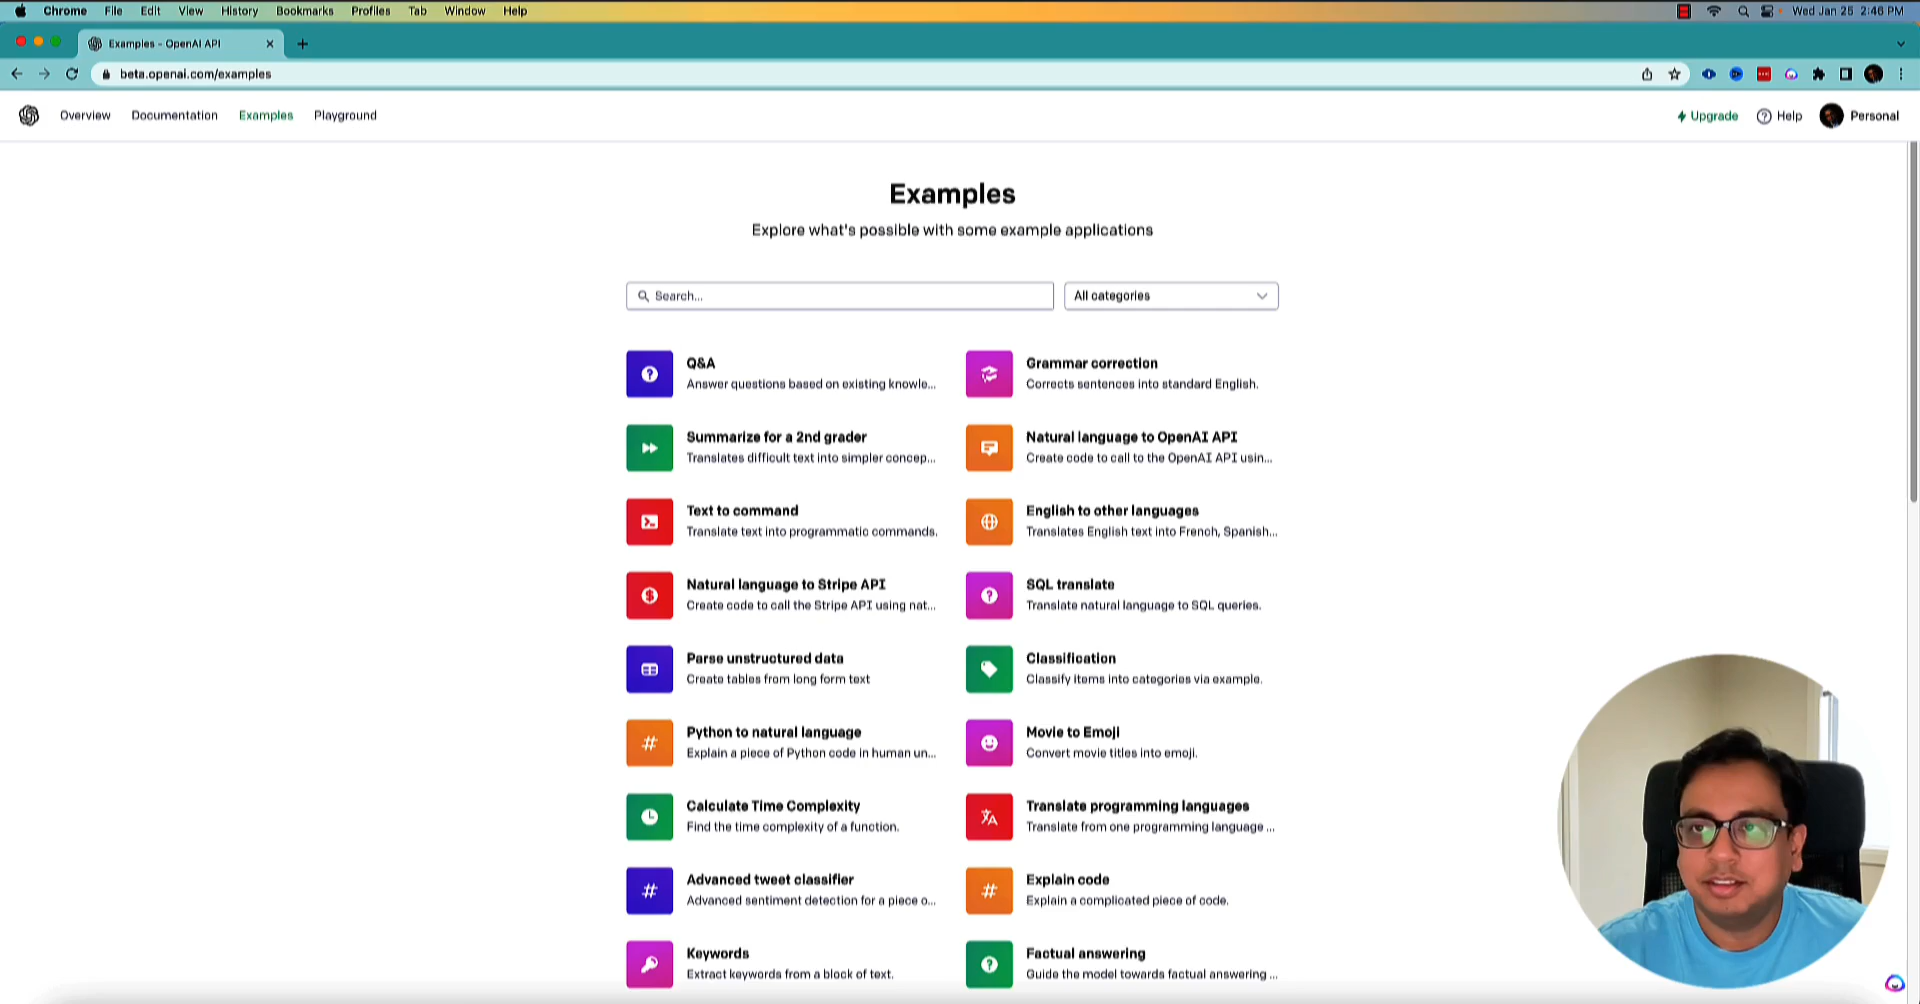 Chrome File Edit View History Bookmarks Profiles Tab Window Help Wed Jan 25 2:46 PM
Examples - OpenAI API
beta.openai.com/examples
Overview Documentation Examples Playground Upgrade Help Personal
Examples
Explore what's possible with some example applications
Search... All categories
Q&A
Answer questions based on existing knowle...
Grammar correction
Corrects sentences into standard English.
Summarize for a 2nd grader
Translates difficult text into simpler concep...
Natural language to OpenAI API
Create code to call to the OpenAI API usin...
Text to command
Translate text into programmatic commands.
English to other languages
Translates English text into French, Spanish...
Natural language to Stripe API
Create code to call the Stripe API using nat...
SQL translate
Translate natural language to SQL queries.
Parse unstructured data
Create tables from long form text
Classification
Classify items into categories via example.
Python to natural language
Explain a piece of Python code in human un...
Movie to Emoji
Convert movie titles into emoji.
Calculate Time Complexity
Find the time complexity of a function.
Translate programming languages
Translate from one programming language ...
Advanced tweet classifier
Advanced sentiment detection for a piece o...
Explain code
Explain a complicated piece of code.
Keywords
Extract keywords from a block of text.
Factual answering
Guide the model towards factual answering ...